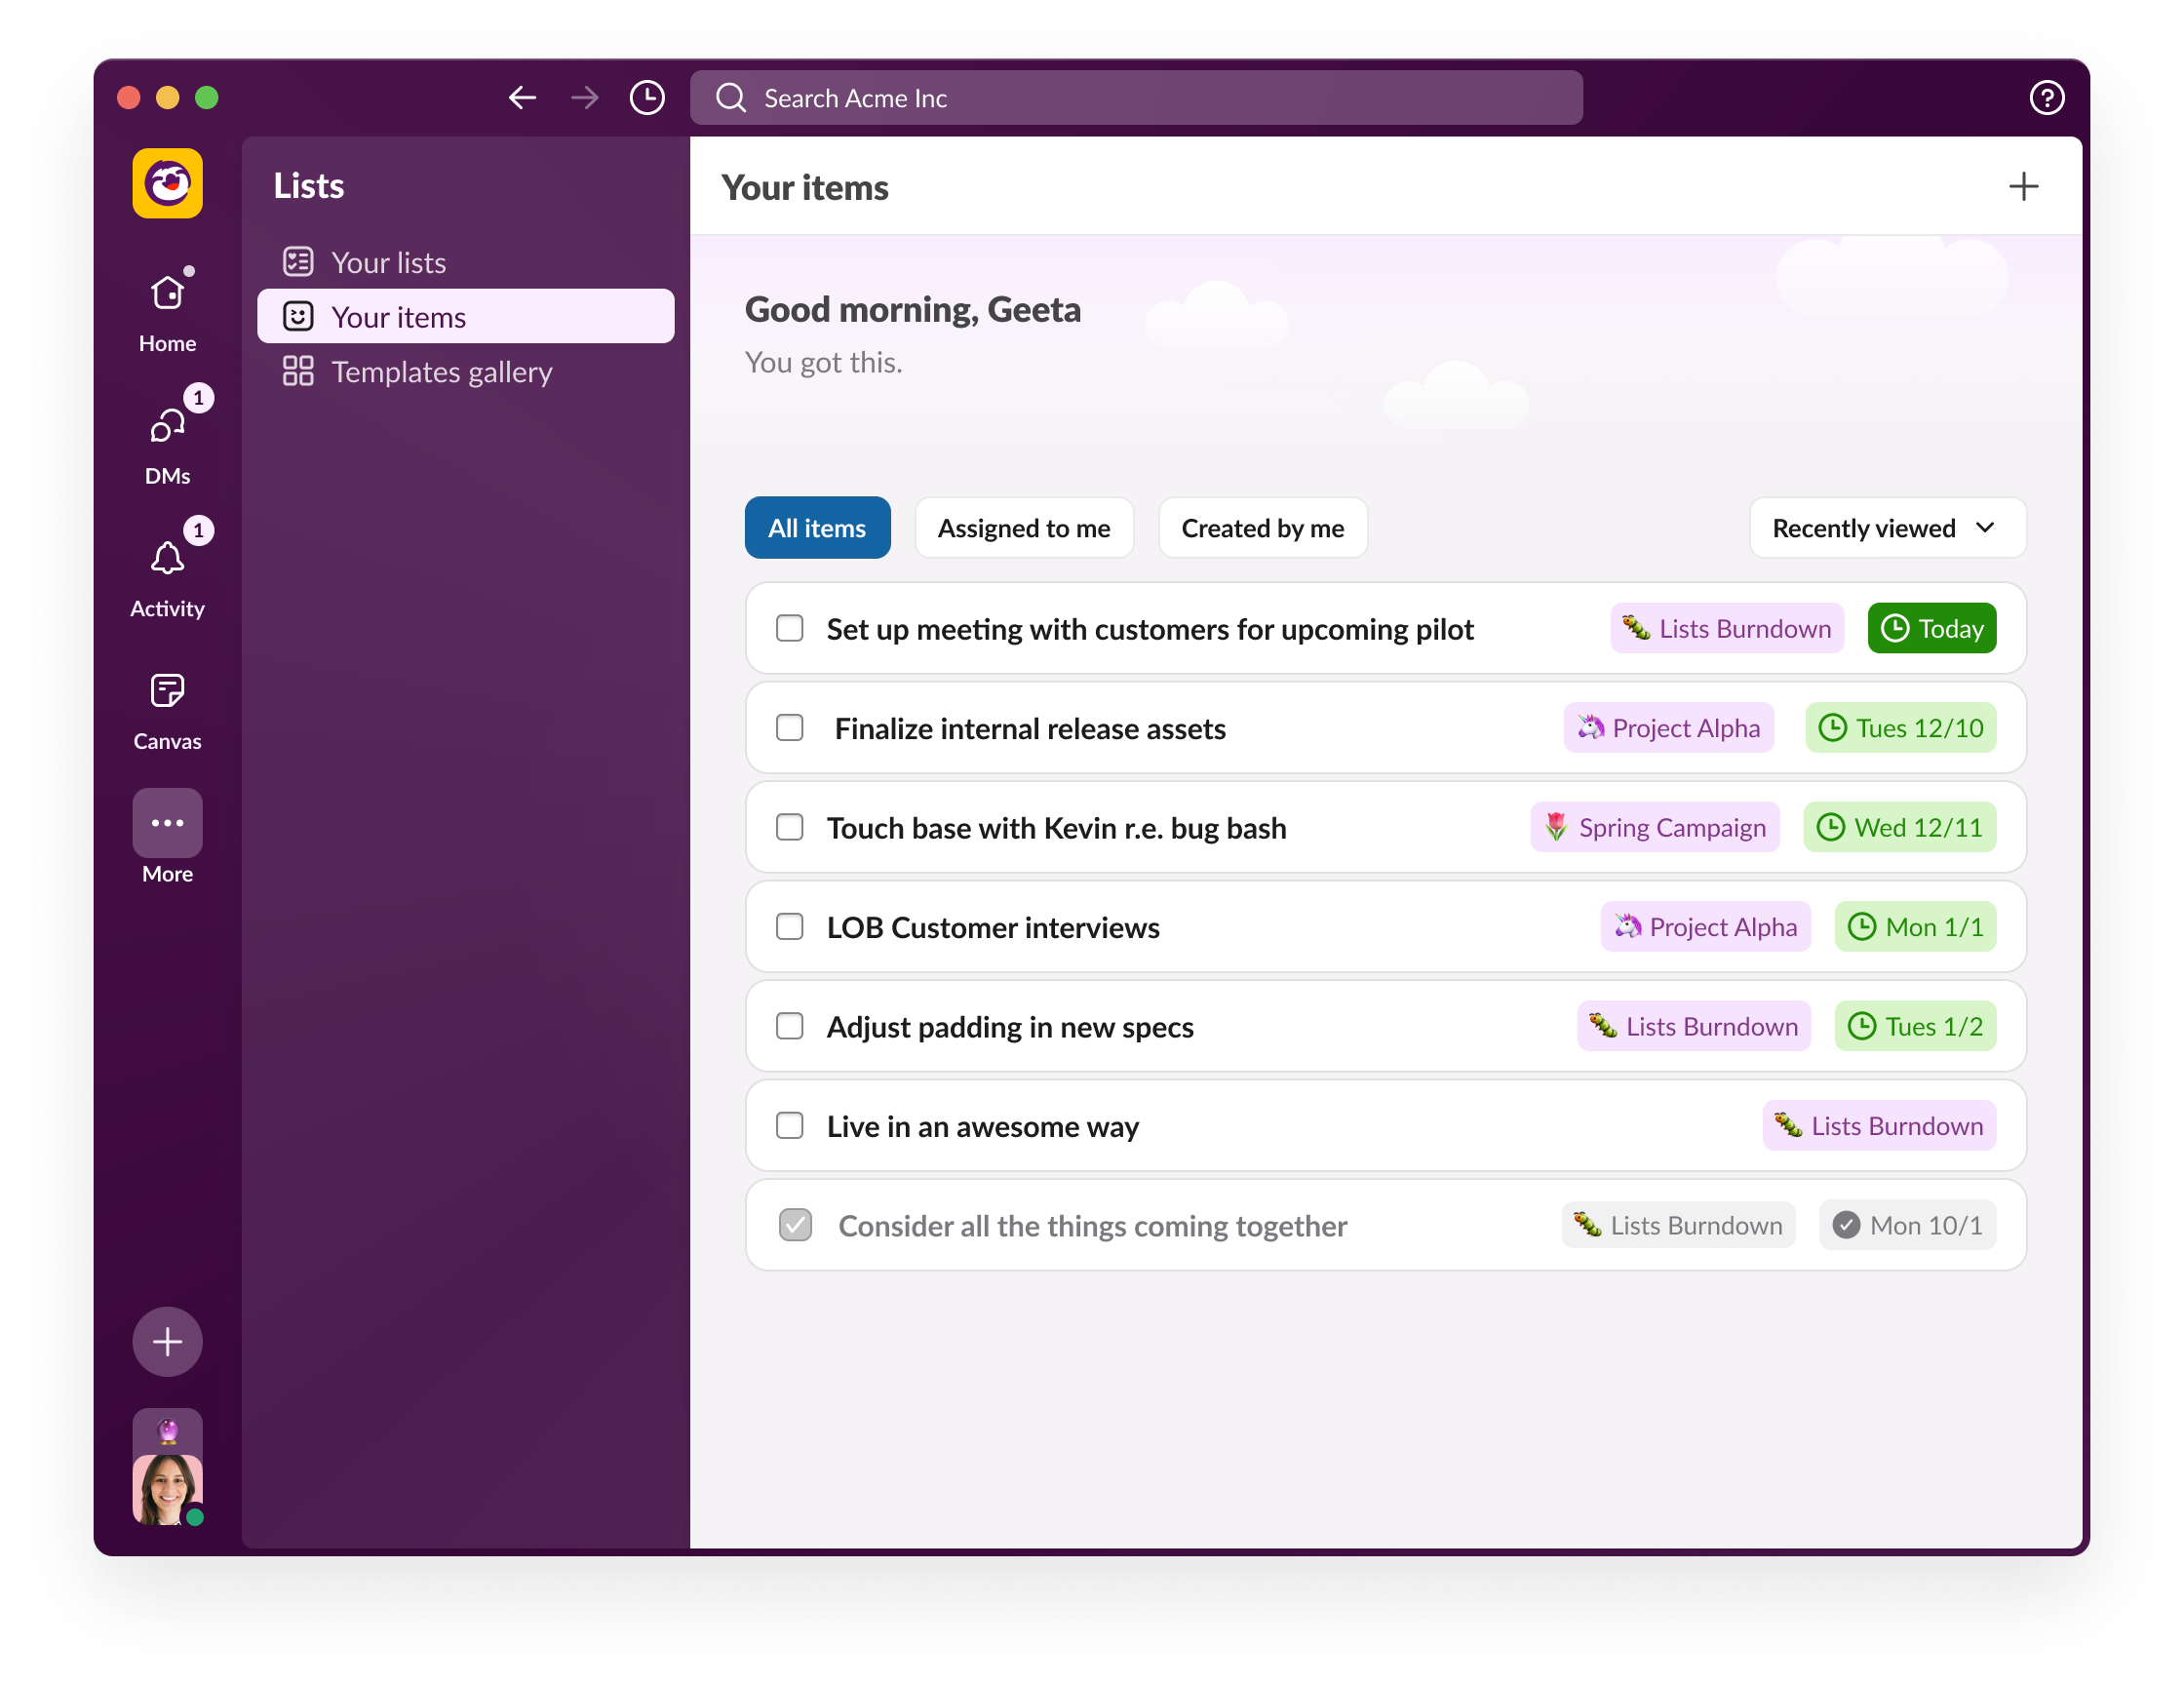 Search Acme Inc
?
Home
1
DMs
1
Activity
Canvas
More
Lists
Your lists
Your items
Templates gallery
Your items
Good morning, Geeta
You got this.
All items Assigned to me Created by me Recently viewed
Set up meeting with customers for upcoming pilot Lists Burndown Today
Finalize internal release assets Project Alpha Tues 12/10
Touch base with Kevin r.e. bug bash Spring Campaign Wed 12/11
LOB Customer interviews Project Alpha Mon 1/1
Adjust padding in new specs Lists Burndown Tues 1/2
Live in an awesome way Lists Burndown
Consider all the things coming together Lists Burndown Mon 10/1